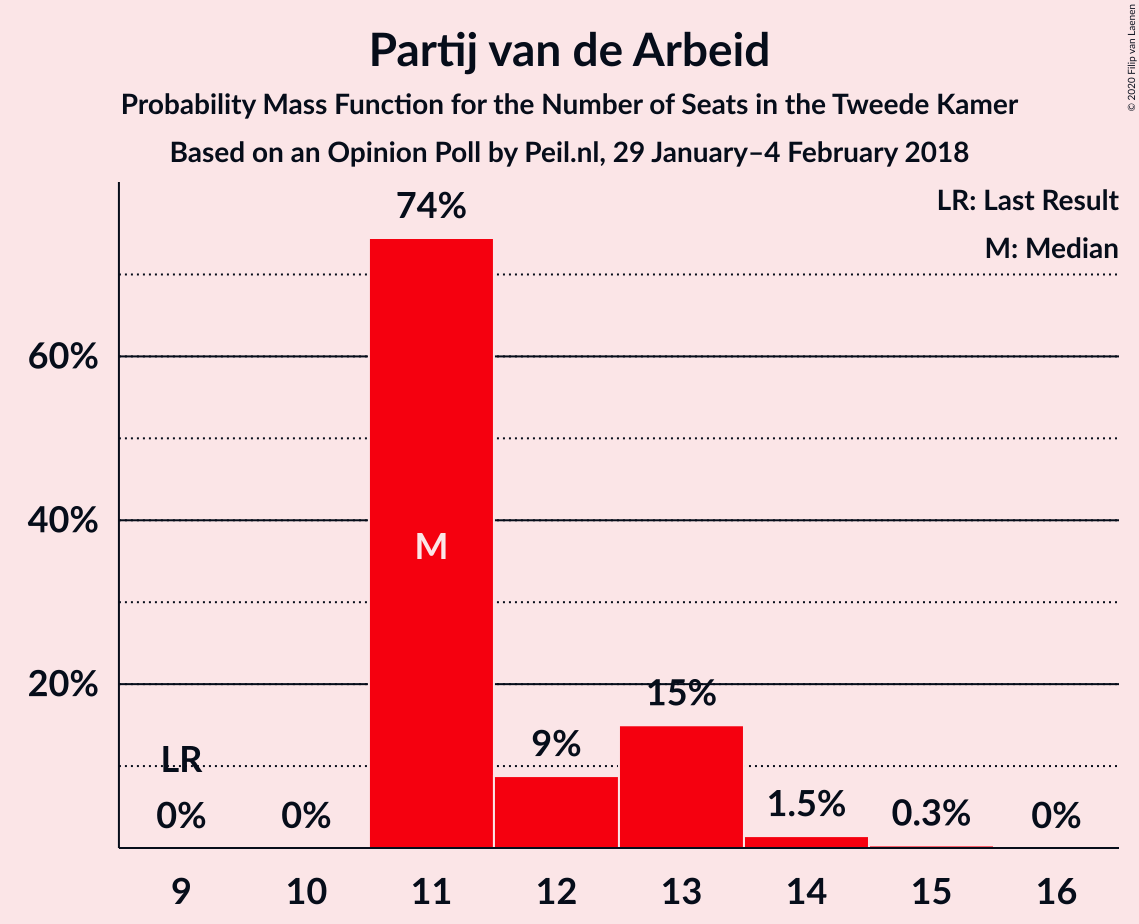 Partij van de Arbeid
Probability Mass Function for the Number of Seats in the Tweede Kamer
Based on an Opinion Poll by Peil.nl, 29 January–4 February 2018
© 2020 Filip van Laenen
LR: Last Result
M: Median
74%
60%
40%
20%
M
LR
0%
0%
9%
15%
1.5%
0.3%
0%
9 10 11 12 13 14 15 16